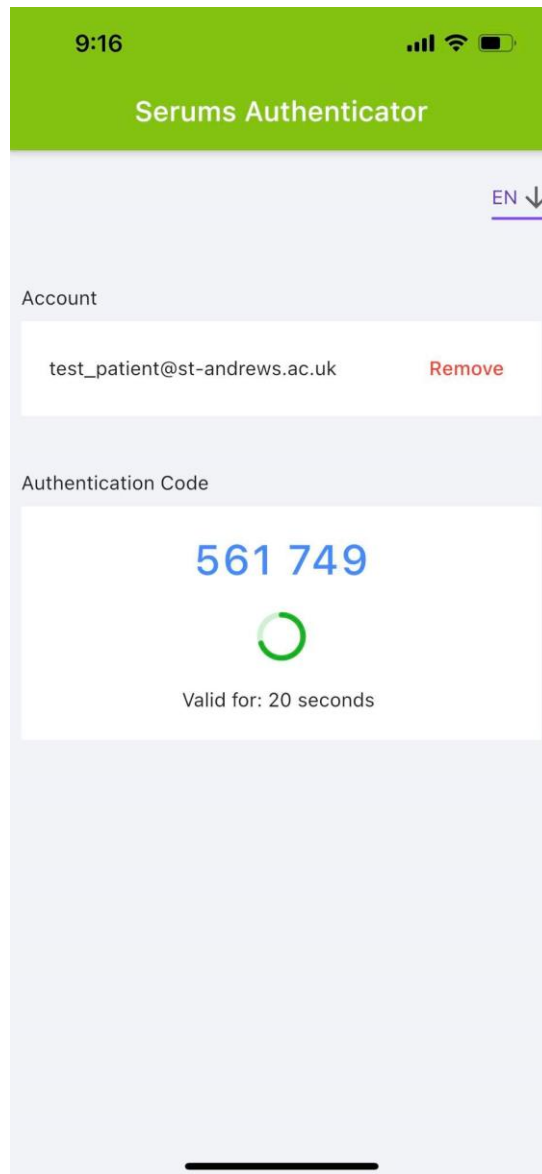 9:16
Serums Authenticator
EN
Account
test_patient@st-andrews.ac.uk Remove
Authentication Code
561 749
Valid for: 20 seconds